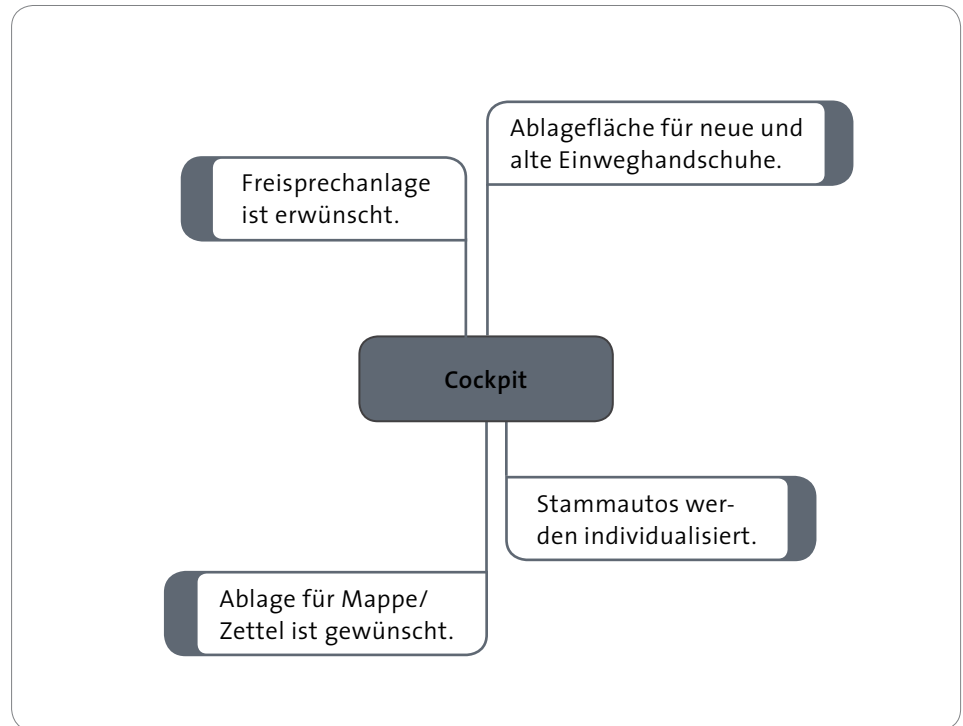 Ablagefläche für neue und
alte Einweghandschuhe.
Freisprechanlage
ist erwünscht.
Cockpit
Stammautos wer-
den individualisiert.
Ablage für Mappe/
Zettel ist gewünscht.